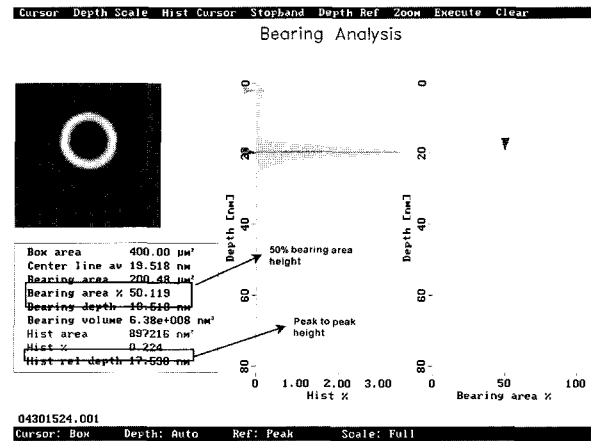 Cursor Depth Scale Hist Cursor Stopband Depth Ref Zoom Execute Clear
Bearing Analysis
Box area 400.00 µm²
Center line av 19.518 nm
Bearing area 200.48 µm²
Bearing area % 50.119
Bearing depth
Bearing volume 6.38e+008 nm³
Hist area 897216 nm²
Hist % 0.224
Hist rel depth 17.598 nm
50% bearing area
height
Peak to peak
height
Depth [nm]
0
20
40
60
80
0 1.00 2.00 3.00
Hist %
Depth [nm]
0
20
40
60
80
0 50 100
Bearing area %
04301524.001
Cursor: Box Depth: Auto Ref: Peak Scale: Full